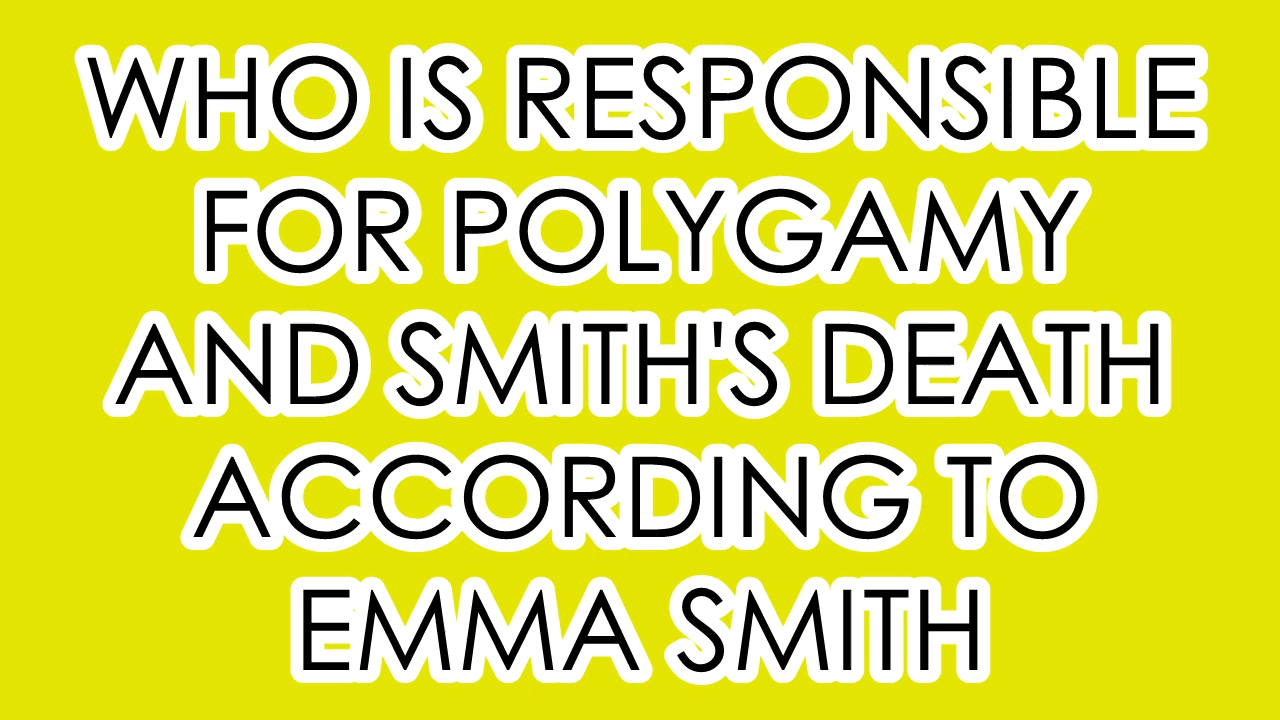 WHO IS RESPONSIBLE
FOR POLYGAMY
AND SMITH'S DEATH
ACCORDING TO
EMMA SMITH